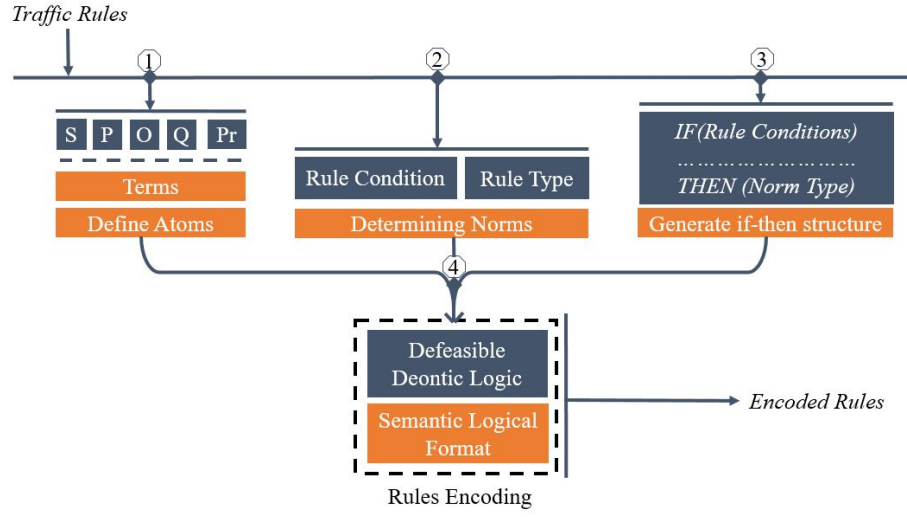 Traffic Rules
1 2 3
S P O Q Pr
Terms
Define Atoms
Rule Condition Rule Type
Determining Norms
IF(Rule Conditions)
........................
THEN (Norm Type)
Generate if-then structure
4
Defeasible
Deontic Logic
Semantic Logical
Format
Rules Encoding
Encoded Rules